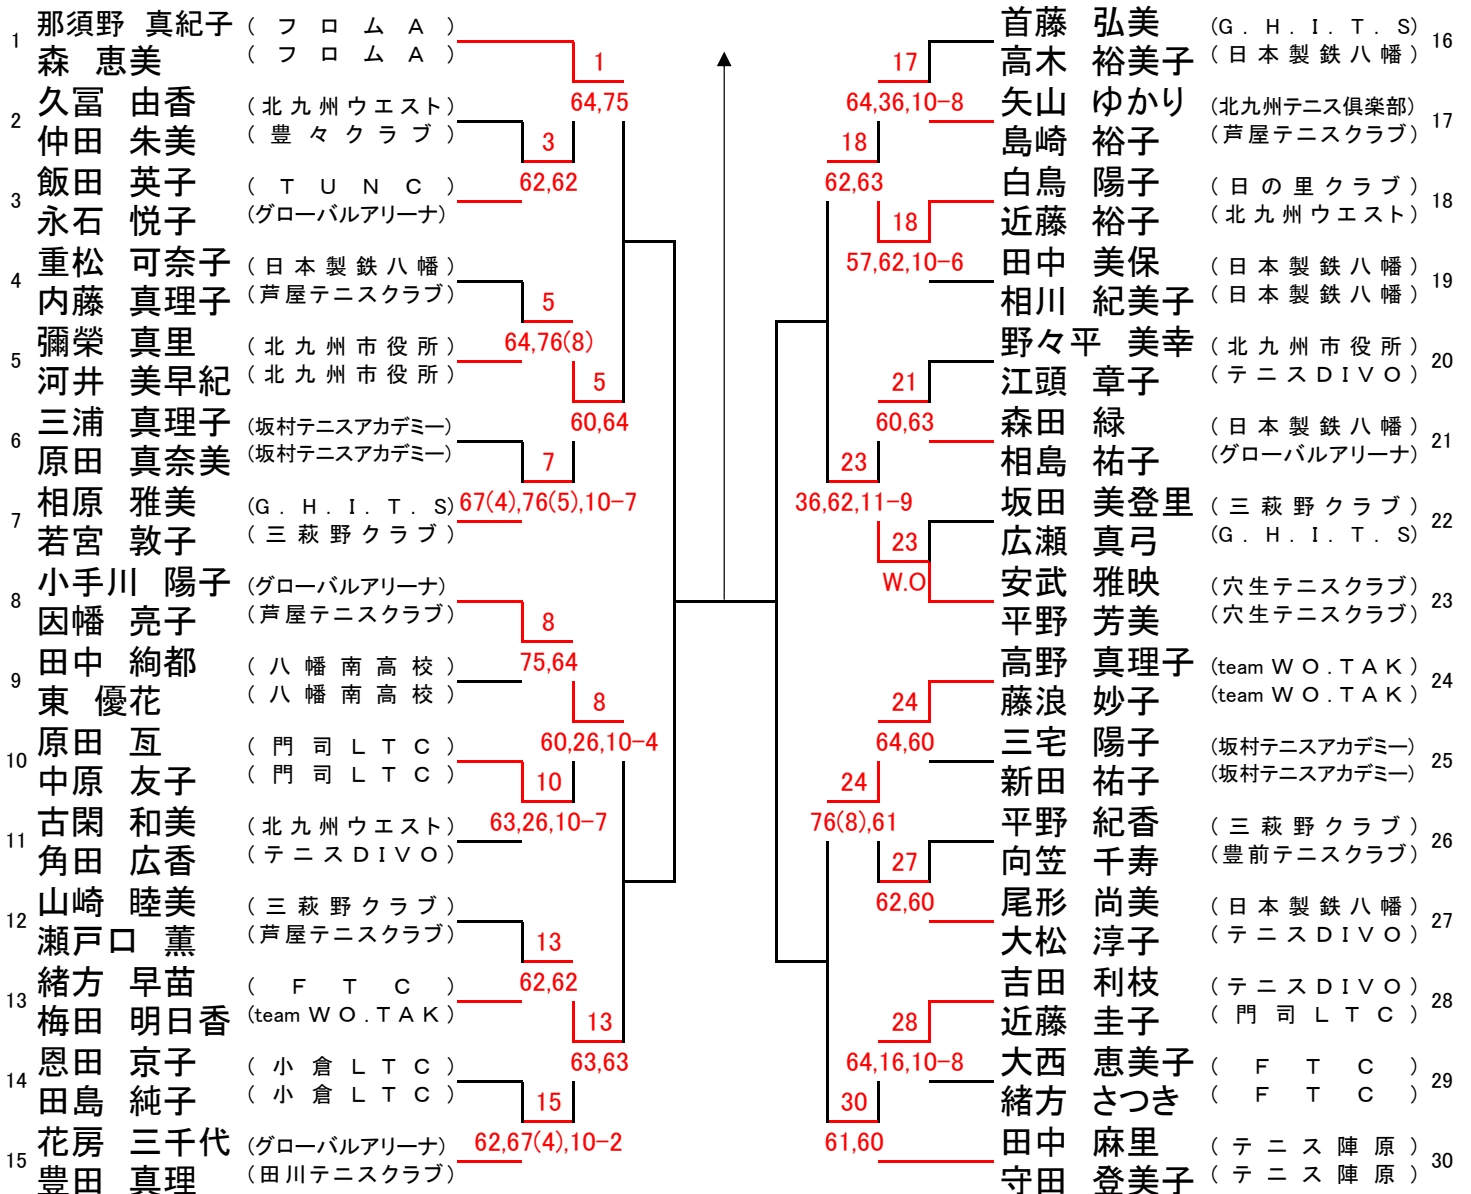 1 那須野 真紀子 (フロムA)
森 恵美 (フロムA)
2 久冨 由香 (北九州ウエスト)
仲田 朱美 (豊々クラブ)
3 飯田 英子 (TUNC)
永石 悦子 (グローバルアリーナ)
4 重松 可奈子 (日本製鉄八幡)
内藤 真理子 (芦屋テニスクラブ)
5 彌榮 真里 (北九州市役所)
河井 美早紀 (北九州市役所)
6 三浦 真理子 (坂村テニスアカデミー)
原田 真奈美 (坂村テニスアカデミー)
7 相原 雅美 (G.H.I.T.S)
若宮 敦子 (三萩野クラブ)
8 小手川 陽子 (グローバルアリーナ)
因幡 亮子 (芦屋テニスクラブ)
9 田中 絢都 (八幡南高校)
東 優花 (八幡南高校)
10 原田 亙 (門司LTC)
中原 友子 (門司LTC)
11 古閑 和美 (北九州ウエスト)
角田 広香 (テニスDIVO)
12 山崎 睦美 (三萩野クラブ)
瀬戸口 薫 (芦屋テニスクラブ)
13 緒方 早苗 (FTC)
梅田 明日香 (team WO.TAK)
14 恩田 京子 (小倉LTC)
田島 純子 (小倉LTC)
15 花房 三千代 (グローバルアリーナ)
豊田 真理 (田川テニスクラブ)
3
62,62
5
64,76(8)
7
67(4),76(5),10-7
8
75,64
10
63,26,10-7
13
62,62
15
62,67(4),10-2
1
64,75
5
60,64
8
60,26,10-4
13
63,63
18
62,63
23
36,62,11-9
24
76(8),61
30
61,60
17
64,36,10-8
18
57,62,10-6
21
60,63
23
W.O
24
64,60
27
62,60
28
64,16,10-8
首藤 弘美 (G.H.I.T.S) 16
高木 裕美子 (日本製鉄八幡)
矢山 ゆかり (北九州テニス倶楽部) 17
島崎 裕子 (芦屋テニスクラブ)
白鳥 陽子 (日の里クラブ) 18
近藤 裕子 (北九州ウエスト)
田中 美保 (日本製鉄八幡) 19
相川 紀美子 (日本製鉄八幡)
野々平 美幸 (北九州市役所) 20
江頭 章子 (テニスDIVO)
森田 緑 (日本製鉄八幡) 21
相島 祐子 (グローバルアリーナ)
坂田 美登里 (三萩野クラブ) 22
広瀬 真弓 (G.H.I.T.S)
安武 雅映 (穴生テニスクラブ) 23
平野 芳美 (穴生テニスクラブ)
高野 真理子 (team WO.TAK) 24
藤浪 妙子 (team WO.TAK)
三宅 陽子 (坂村テニスアカデミー) 25
新田 祐子 (坂村テニスアカデミー)
平野 紀香 (三萩野クラブ) 26
向笠 千寿 (豊前テニスクラブ)
尾形 尚美 (日本製鉄八幡) 27
大松 淳子 (テニスDIVO)
吉田 利枝 (テニスDIVO) 28
近藤 圭子 (門司LTC)
大西 恵美子 (FTC) 29
緒方 さつき (FTC)
田中 麻里 (テニス陣原) 30
守田 登美子 (テニス陣原)